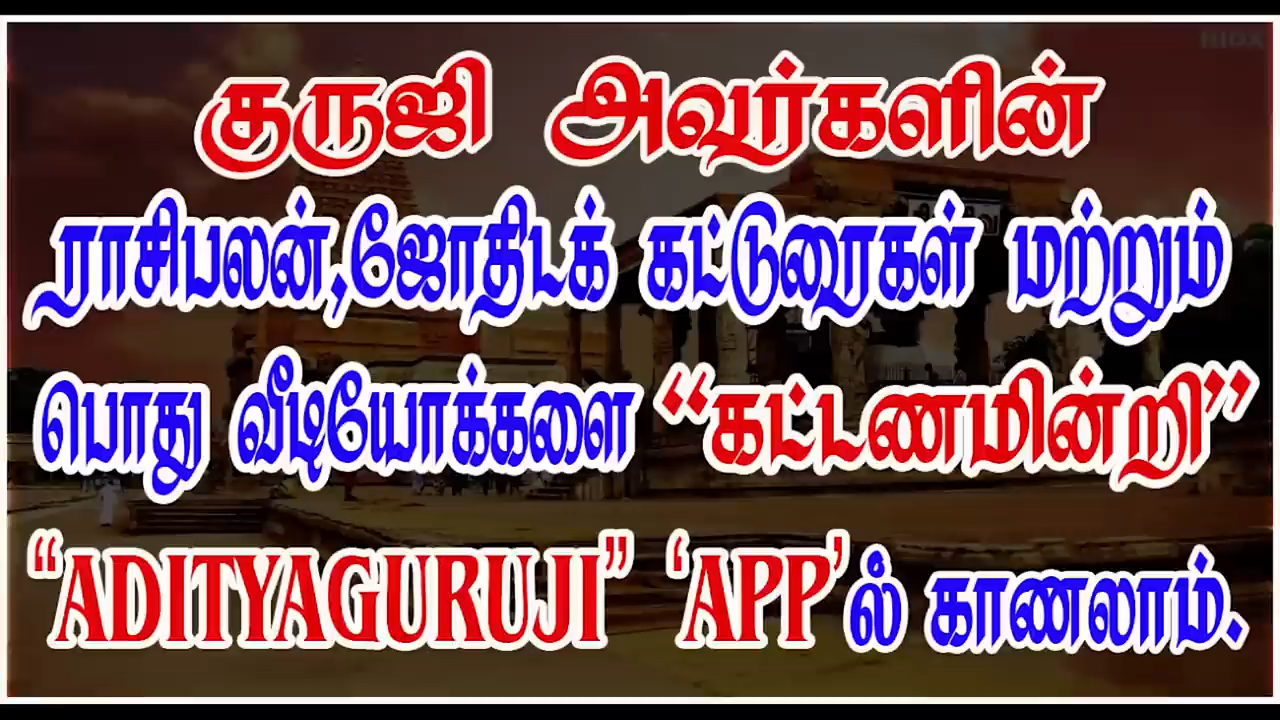 குருஜி அவர்களின்
ராசிபலன்,ஜோதிடக் கட்டுரைகள் மற்றும்
பொது வீடியோக்களை “கட்டணமின்றி”
“ADITYAGURUJI” ‘APP’ல் காணலாம்.